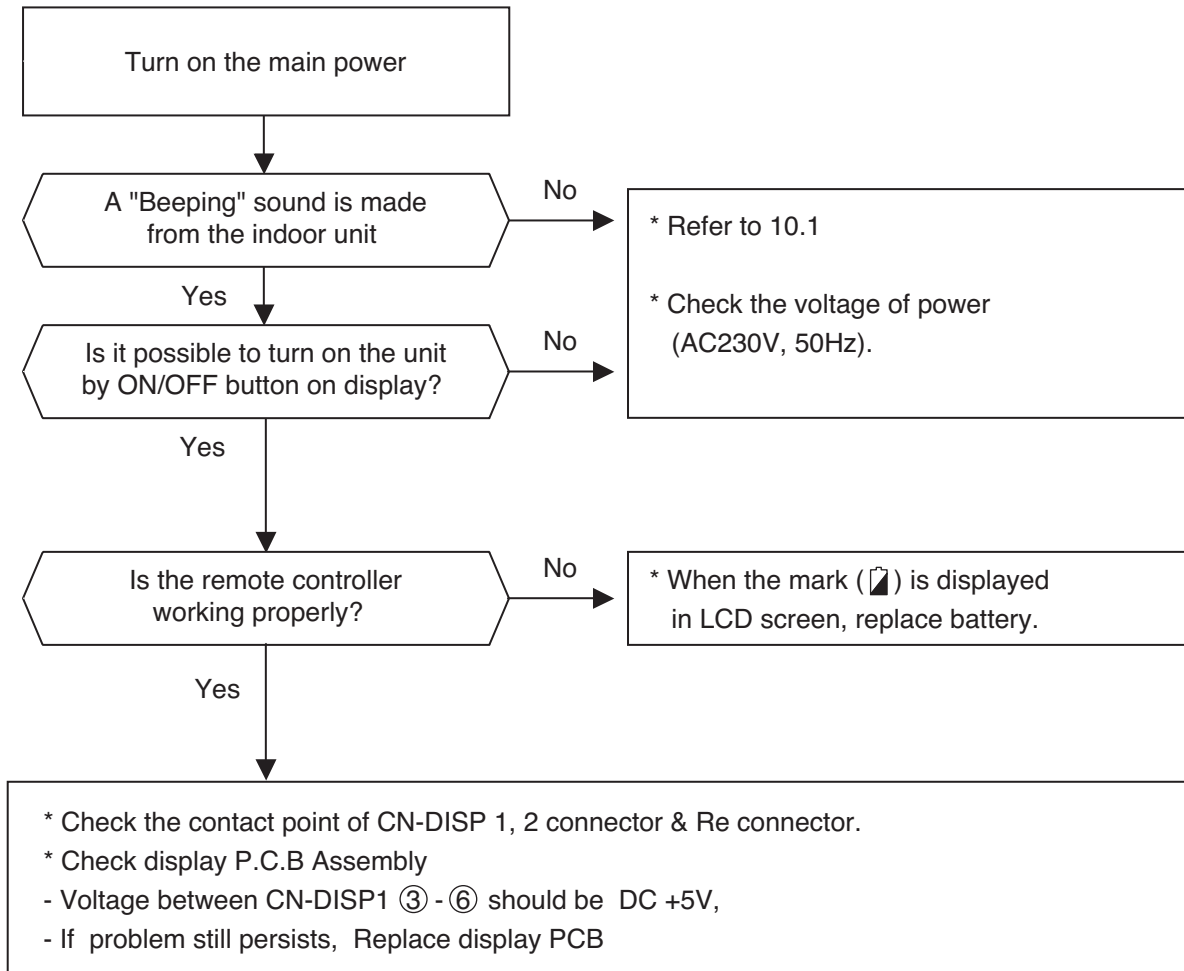 Turn on the main power
A "Beeping" sound is made
from the indoor unit
No
* Refer to 10.1
* Check the voltage of power
(AC230V, 50Hz).
Yes
Is it possible to turn on the unit
by ON/OFF button on display?
No
Yes
Is the remote controller
working properly?
No
* When the mark ( ) is displayed
in LCD screen, replace battery.
Yes
* Check the contact point of CN-DISP 1, 2 connector & Re connector.
* Check display P.C.B Assembly
- Voltage between CN-DISP1 ③ - ⑥ should be DC +5V,
- If problem still persists, Replace display PCB